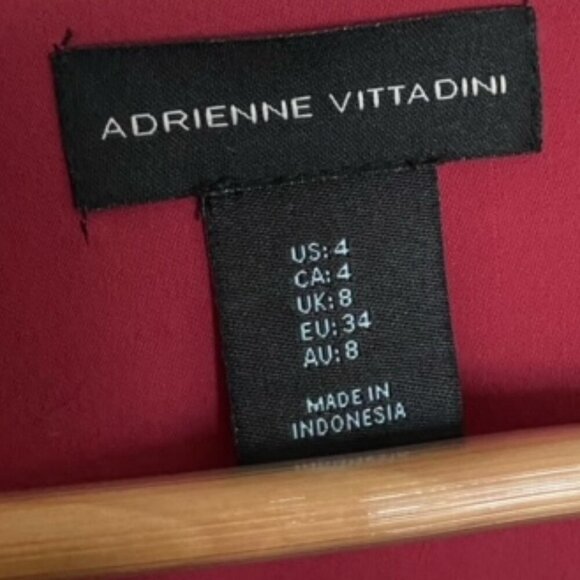 ADRIENNE VITTADINI
US: 4
CA: 4
UK: 8
EU: 34
AU: 8
MADE IN
INDONESIA